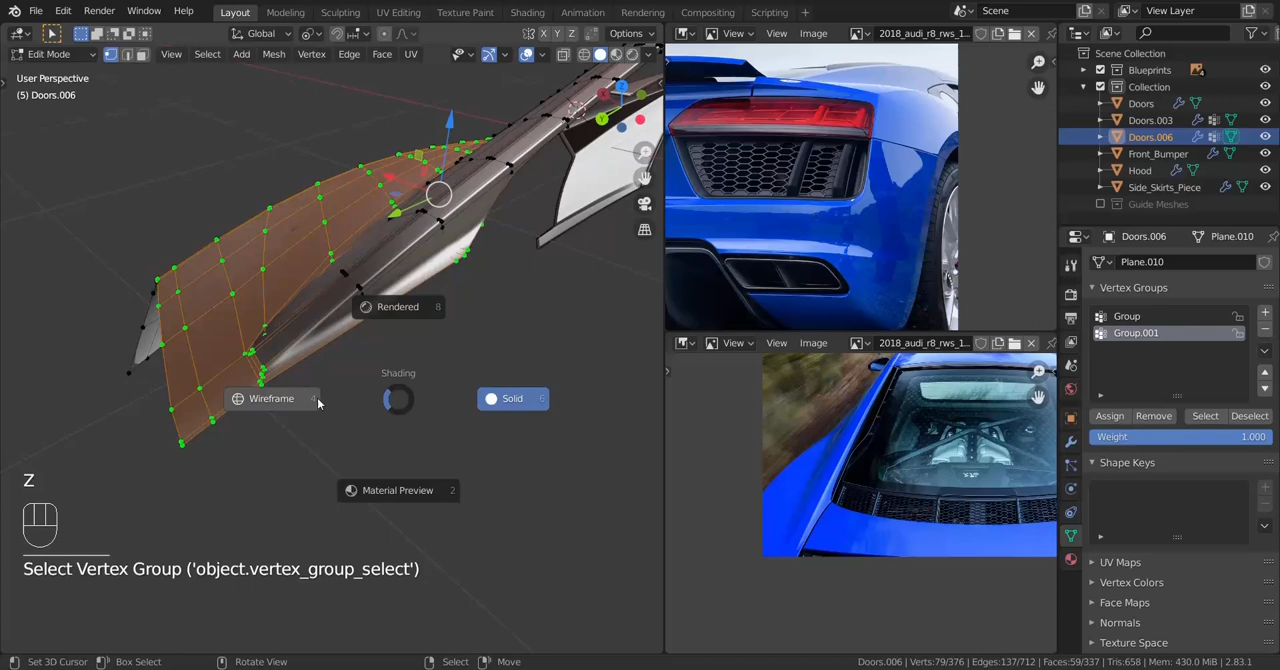 File Edit Render Window Help
Layout Modeling Sculpting UV Editing Texture Paint Shading Animation Rendering Compositing Scripting +
Scene View Layer
Global X Y Z Options
Edit Mode View Select Add Mesh Vertex Edge Face UV
User Perspective
(5) Doors.006
View View Image 2018_audi_r8_rws_1...
View View Image 2018_audi_r8_rws_1...
Rendered 8
Shading
Wireframe 4
Solid 6
Material Preview 2
Z
Select Vertex Group ('object.vertex_group_select')
Scene Collection
Blueprints
Collection
Doors
Doors.003
Doors.006
Front_Bumper
Hood
Side_Skirts_Piece
Guide Meshes
Doors.006 Plane.010
Plane.010
Vertex Groups
Group
Group.001
Assign Remove Select Deselect
Weight 1.000
Shape Keys
UV Maps
Vertex Colors
Face Maps
Normals
Texture Space
Set 3D Cursor Box Select Rotate View Select Move Doors.006 | Verts:79/376 | Edges:137/712 | Faces:59/337 | Tris:658 | Mem: 430.0 MiB | 2.83.1